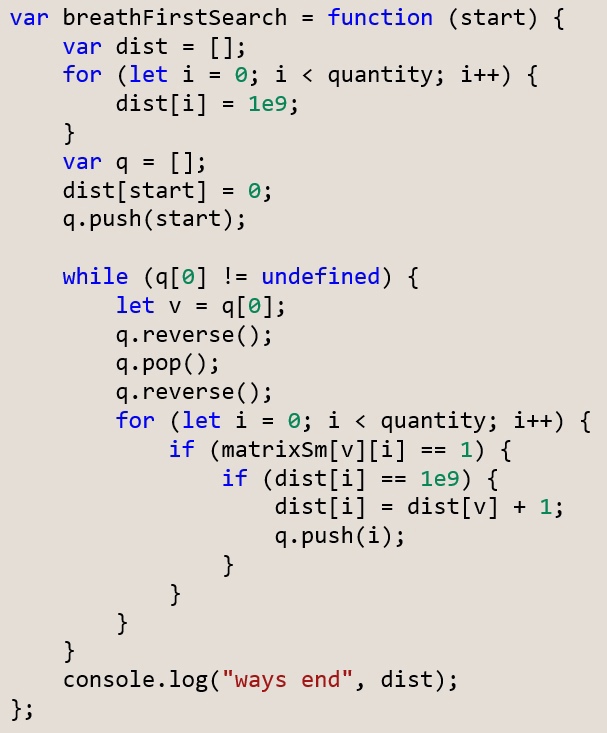 var breathFirstSearch = function (start) {
    var dist = [];
    for (let i = 0; i < quantity; i++) {
        dist[i] = 1e9;
    }
    var q = [];
    dist[start] = 0;
    q.push(start);

    while (q[0] != undefined) {
        let v = q[0];
        q.reverse();
        q.pop();
        q.reverse();
        for (let i = 0; i < quantity; i++) {
            if (matrixSm[v][i] == 1) {
                if (dist[i] == 1e9) {
                    dist[i] = dist[v] + 1;
                    q.push(i);
                }
            }
        }
    }
    console.log("ways end", dist);
};